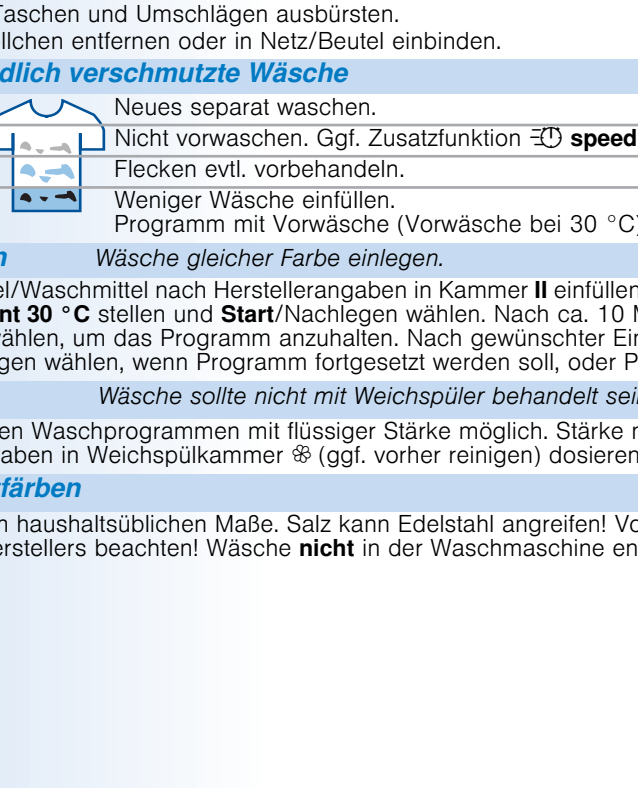 Taschen und Umschlägen ausbürsten.
llchen entfernen oder in Netz/Beutel einbinden.
dlich verschmutzte Wäsche
Neues separat waschen.
Nicht vorwaschen. Ggf. Zusatzfunktion speed
Flecken evtl. vorbehandeln.
Weniger Wäsche einfüllen.
Programm mit Vorwäsche (Vorwäsche bei 30 °C)
n Wäsche gleicher Farbe einlegen.
el/Waschmittel nach Herstellerangaben in Kammer II einfüllen
nt 30 °C stellen und Start/Nachlegen wählen. Nach ca. 10 M
ählen, um das Programm anzuhalten. Nach gewünschter Ein
gen wählen, wenn Programm fortgesetzt werden soll, oder P
Wäsche sollte nicht mit Weichspüler behandelt sein
en Waschprogrammen mit flüssiger Stärke möglich. Stärke n
aben in Weichspülkammer (ggf. vorher reinigen) dosieren
färben
n haushaltsüblichen Maße. Salz kann Edelstahl angreifen! Vo
erstellers beachten! Wäsche nicht in der Waschmaschine en